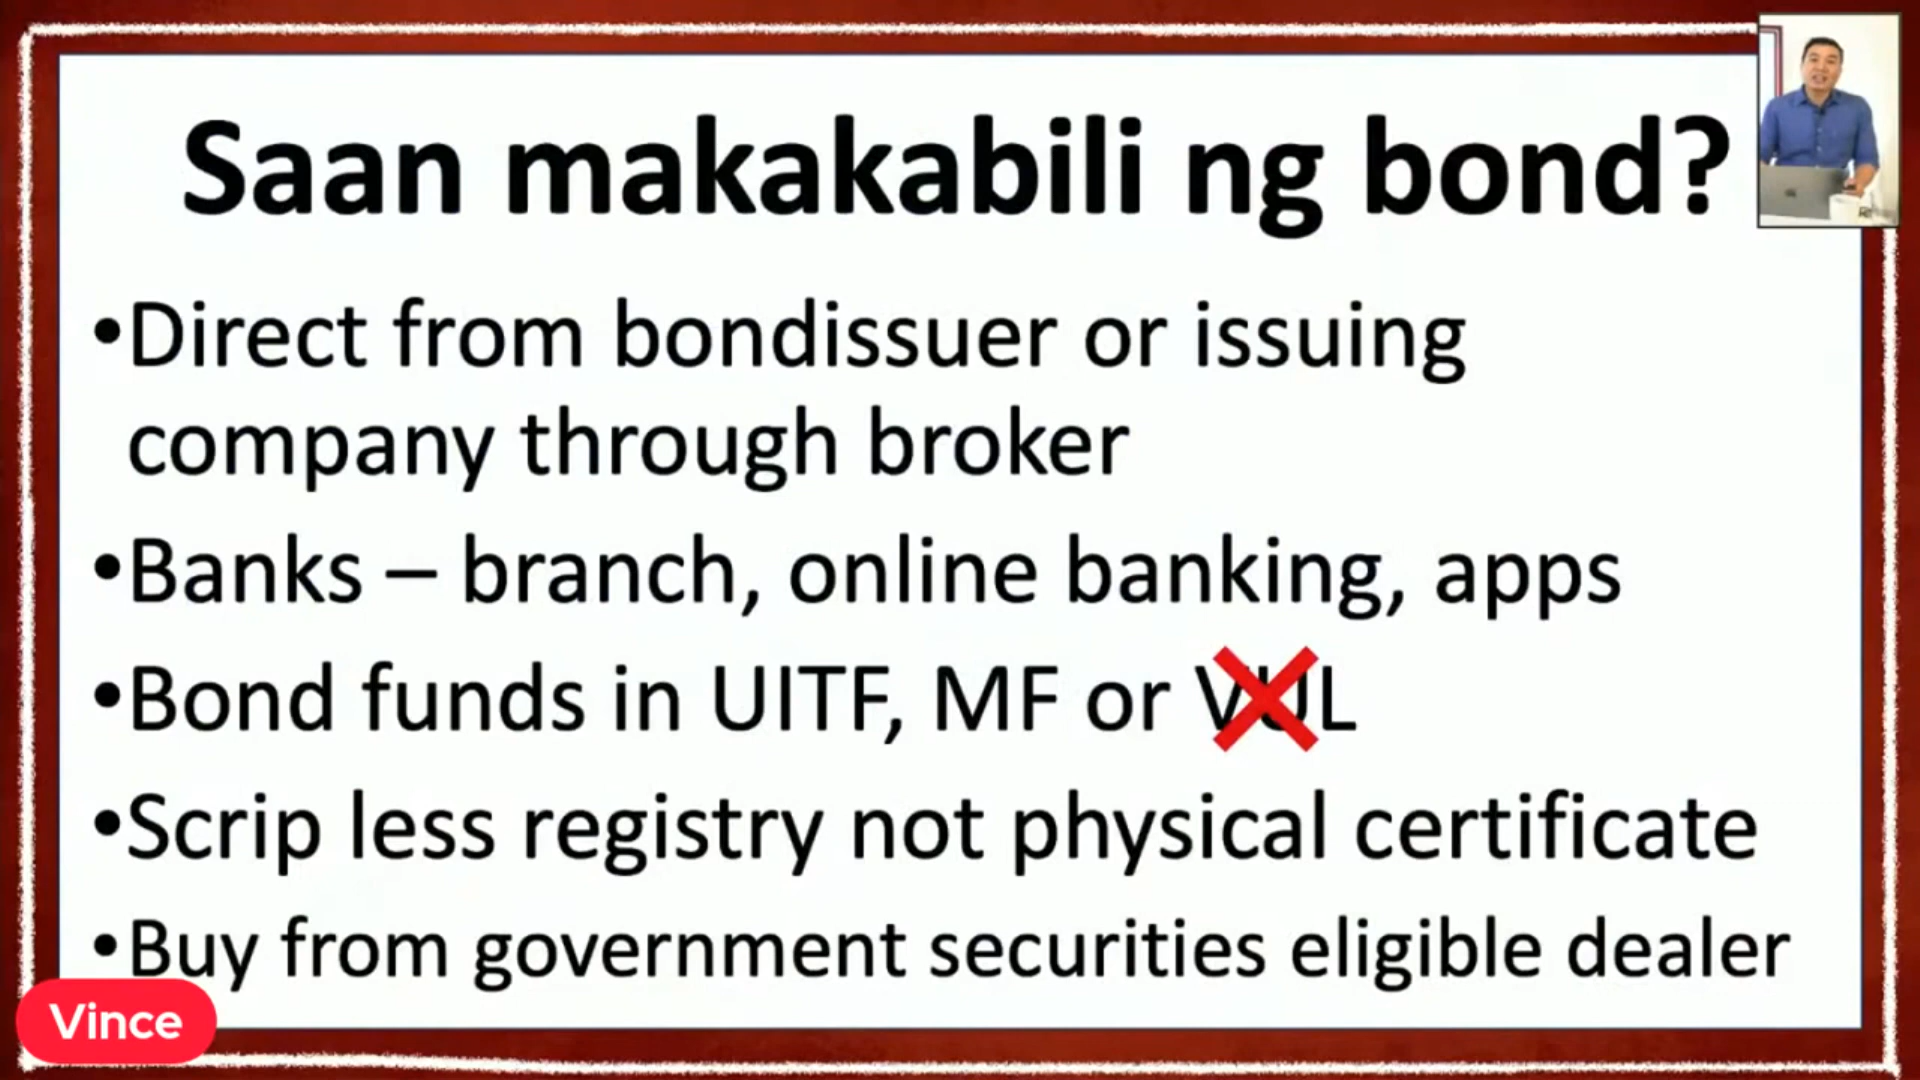 Saan makakabili ng bond?
•Direct from bondissuer or issuing
company through broker
•Banks – branch, online banking, apps
•Bond funds in UITF, MF or VUL
•Scrip less registry not physical certificate
•Buy from government securities eligible dealer
Vince